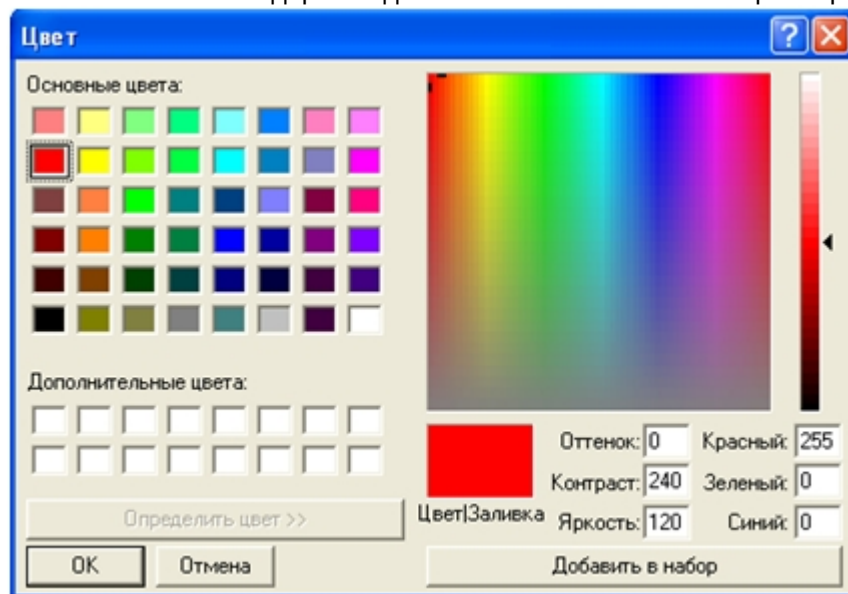 Цвет
Основные цвета:
Дополнительные цвета:
Определить цвет >>
OK Отмена
Цвет|Заливка
Оттенок: 0 Красный: 255
Контраст: 240 Зеленый: 0
Яркость: 120 Синий: 0
Добавить в набор